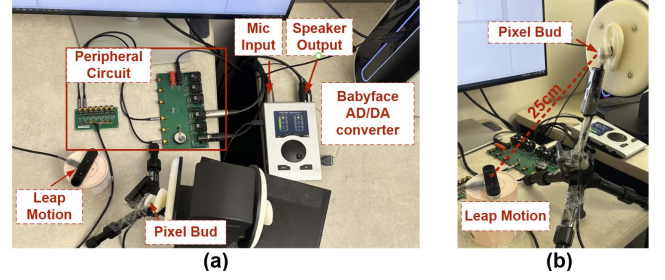 Mic
Input
Speaker
Output
Peripheral
Circuit
Babyface
AD/DA
converter
Leap
Motion
Pixel Bud
(a)
Pixel Bud
25cm
Leap Motion
(b)